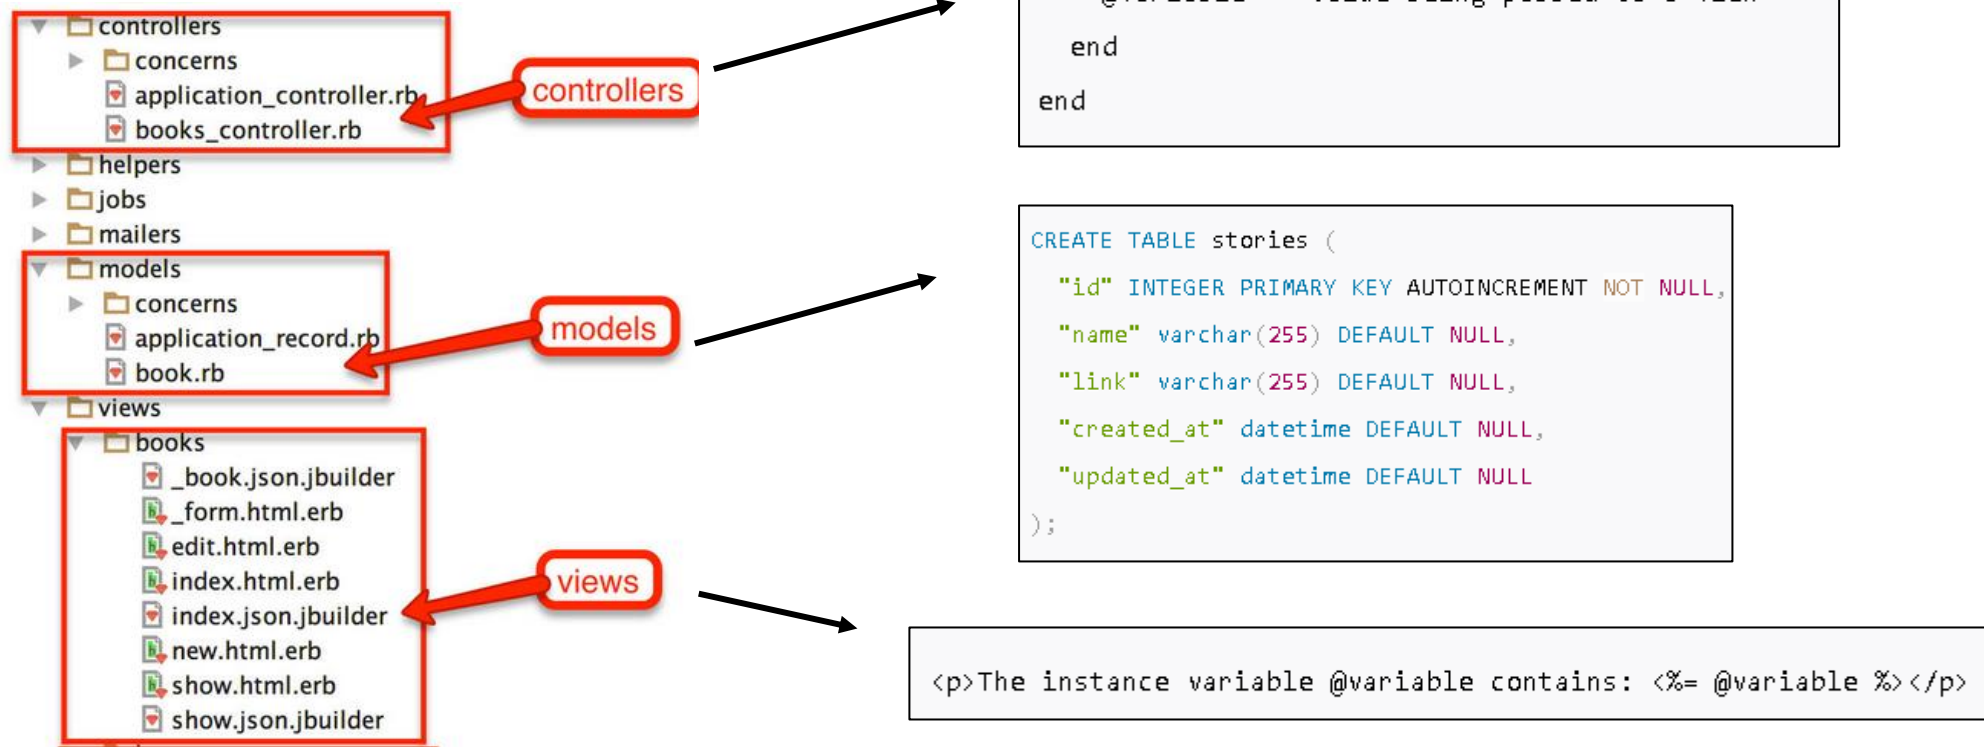 controllers
concerns
application_controller.rb
books_controller.rb
helpers
jobs
mailers
models
concerns
application_record.rb
book.rb
views
books
_book.json.jbuilder
_form.html.erb
edit.html.erb
index.html.erb
index.json.jbuilder
new.html.erb
show.html.erb
show.json.jbuilder
controllers
models
views
end
end
CREATE TABLE stories (
"id" INTEGER PRIMARY KEY AUTOINCREMENT NOT NULL,
"name" varchar(255) DEFAULT NULL,
"link" varchar(255) DEFAULT NULL,
"created_at" datetime DEFAULT NULL,
"updated_at" datetime DEFAULT NULL
);
<p>The instance variable @variable contains: <%= @variable %></p>